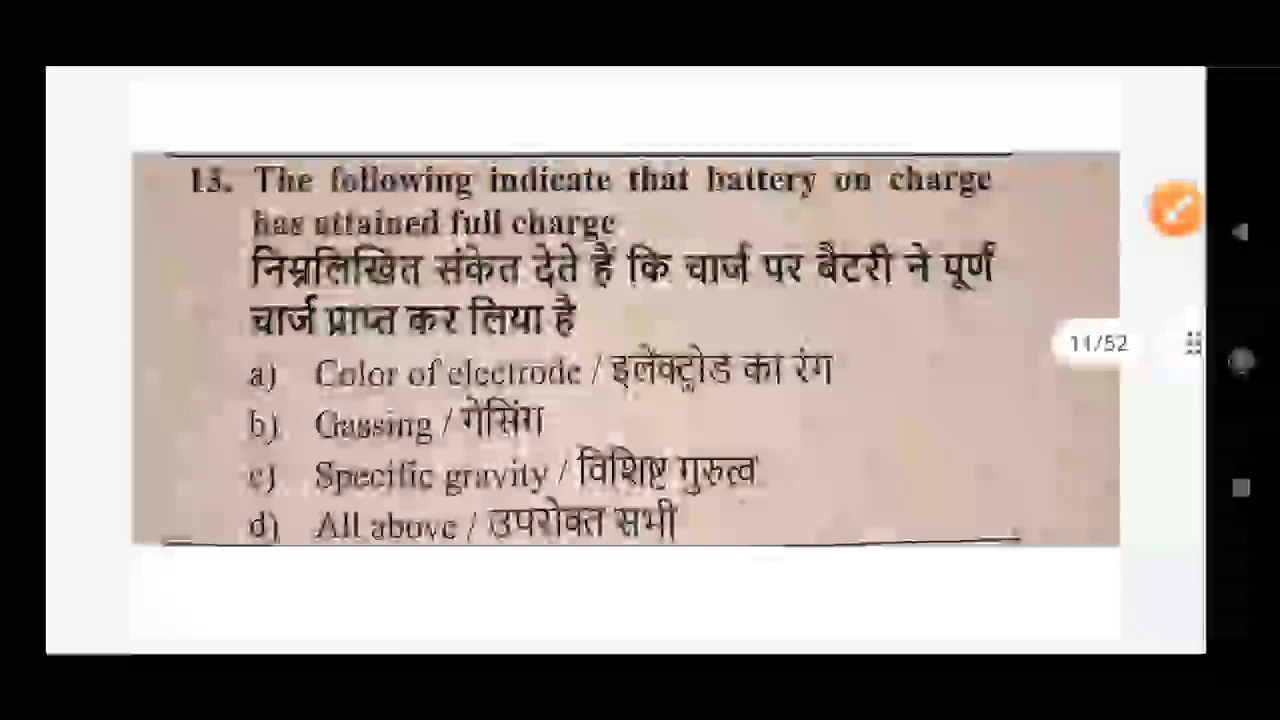 13. The following indicate that battery on charge
has attained full charge
निम्नलिखित संकेत देते हैं कि चार्ज पर बैटरी ने पूर्ण
चार्ज प्राप्त कर लिया है
a) Color of electrode / इलेक्ट्रोड का रंग
b) Gassing / गेसिंग
c) Specific gravity / विशिष्ट गुरुत्व
d) All above / उपरोक्त सभी
11/52